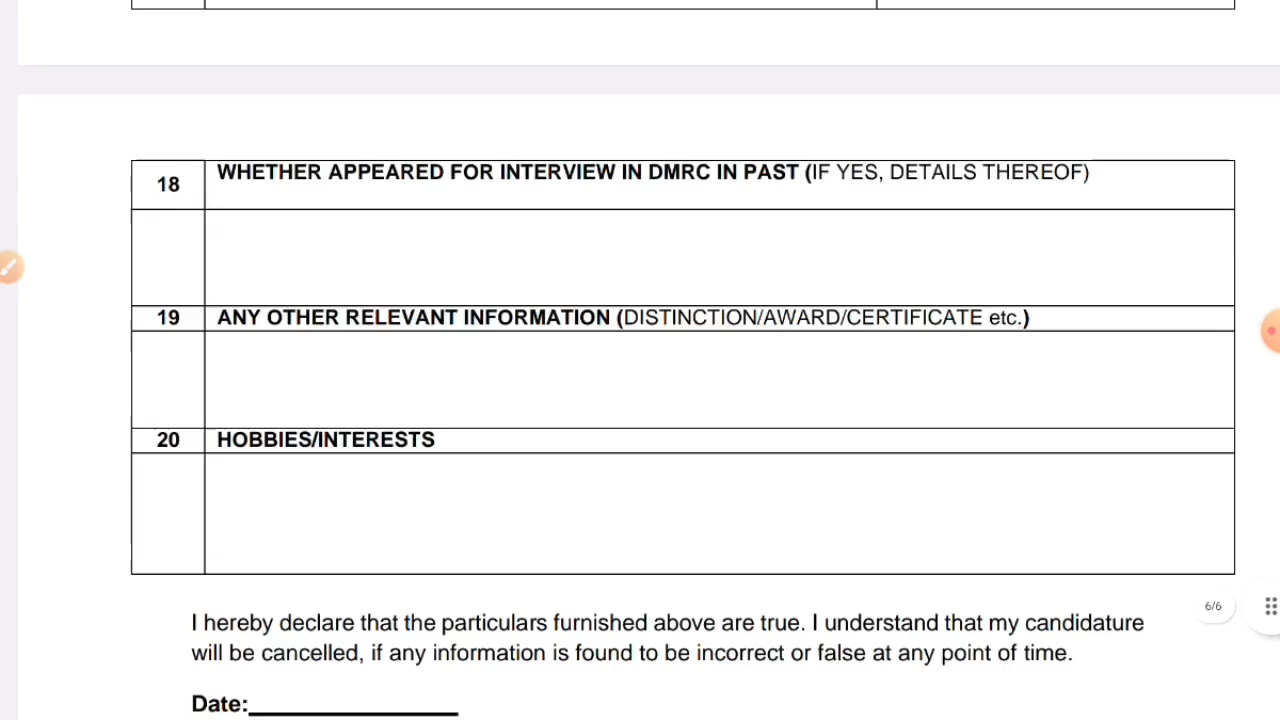 18 WHETHER APPEARED FOR INTERVIEW IN DMRC IN PAST (IF YES, DETAILS THEREOF)
19 ANY OTHER RELEVANT INFORMATION (DISTINCTION/AWARD/CERTIFICATE etc.)
20 HOBBIES/INTERESTS
6/6
I hereby declare that the particulars furnished above are true. I understand that my candidature
will be cancelled, if any information is found to be incorrect or false at any point of time.
Date: